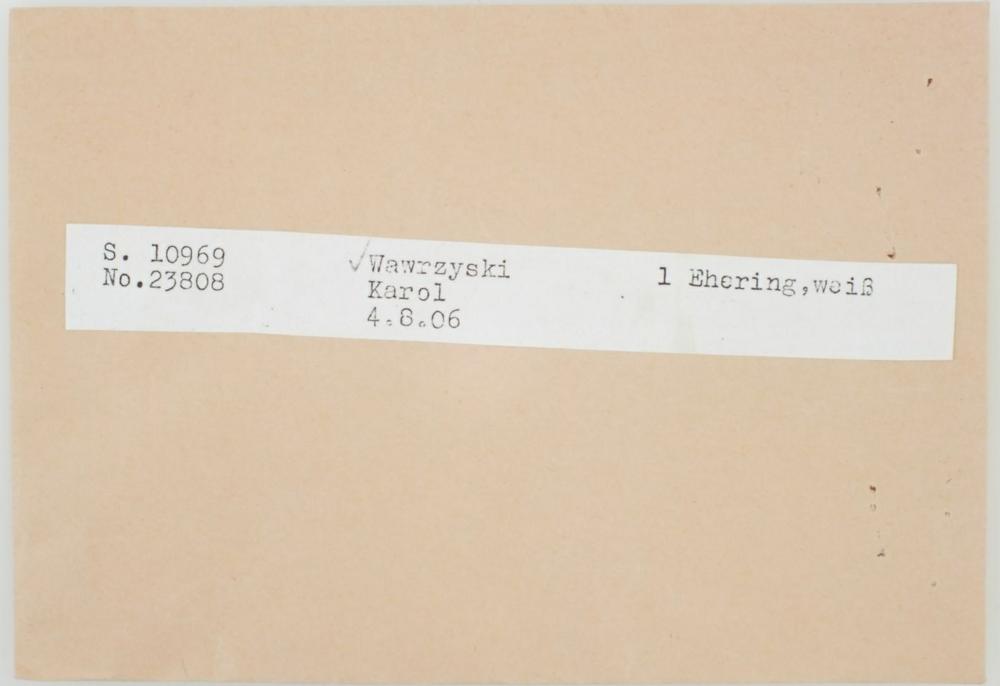 S. 10969
No.23808
Wawrzyski
Karol
4.8.06
1 Ehering,weiß